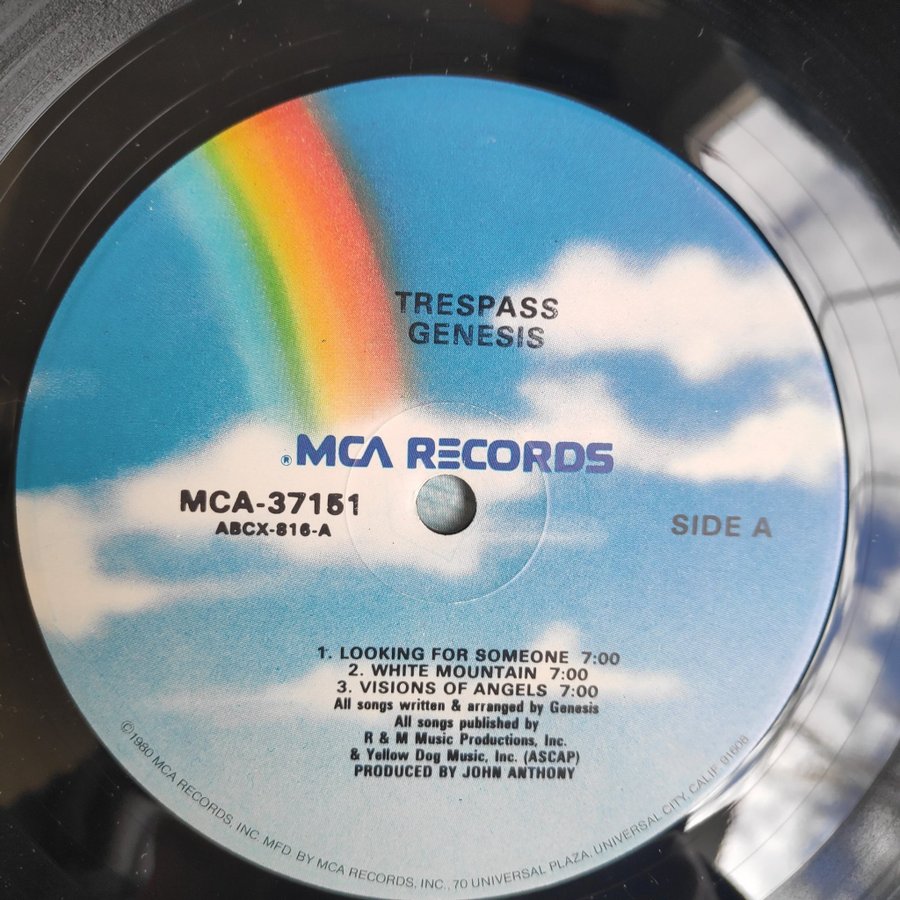 TRESPASS
GENESIS
® MCA RECORDS
MCA-37151
ABCX-816-A
SIDE A
1. LOOKING FOR SOMEONE 7:00
2. WHITE MOUNTAIN 7:00
3. VISIONS OF ANGELS 7:00
All songs written & arranged by Genesis
All songs published by
R & M Music Productions, Inc.
& Yellow Dog Music, Inc. (ASCAP)
PRODUCED BY JOHN ANTHONY
©1980 MCA RECORDS, INC. MFD. BY MCA RECORDS, INC., 70 UNIVERSAL PLAZA, UNIVERSAL CITY, CALIF. 91608